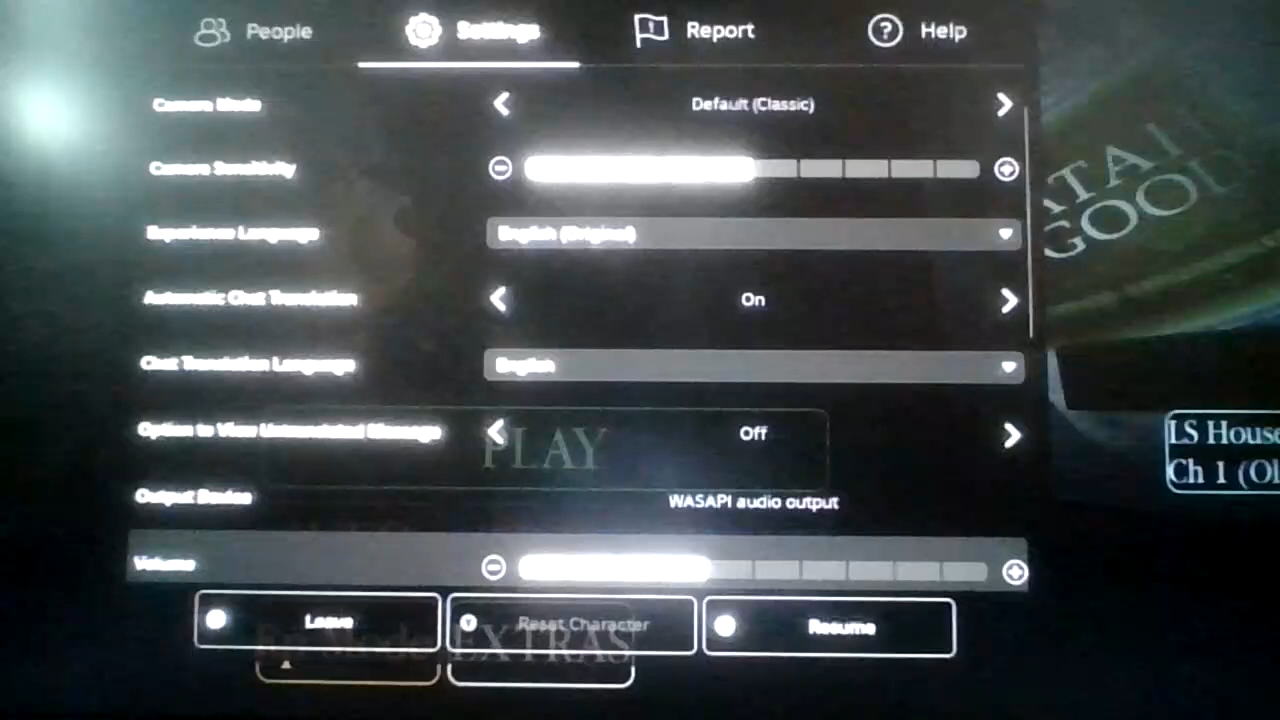 People Settings Report Help
Camera Mode Default (Classic)
Camera Sensitivity
Experience Language English (Original)
Automatic Chat Translation On
Chat Translation Language English
Option to View Untranslated Message Off
PLAY
Output Device WASAPI audio output
Volume
Leave Reset Character Resume
EXTRAS
GOOD
LS House
Ch 1 (Ol